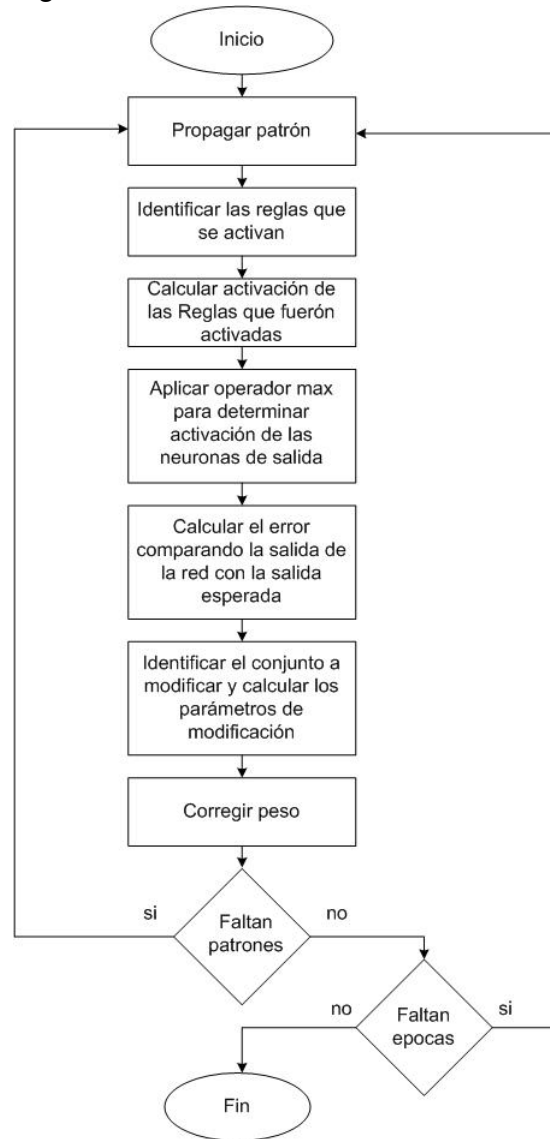 Inicio
Propagar patrón
Identificar las reglas que
se activan
Calcular activación de
las Reglas que fuerón
activadas
Aplicar operador max
para determinar
activación de las
neuronas de salida
Calcular el error
comparando la salida de
la red con la salida
esperada
Identificar el conjunto a
modificar y calcular los
parámetros de
modificación
Corregir peso
si
Faltan
patrones
no
no
Faltan
epocas
si
Fin